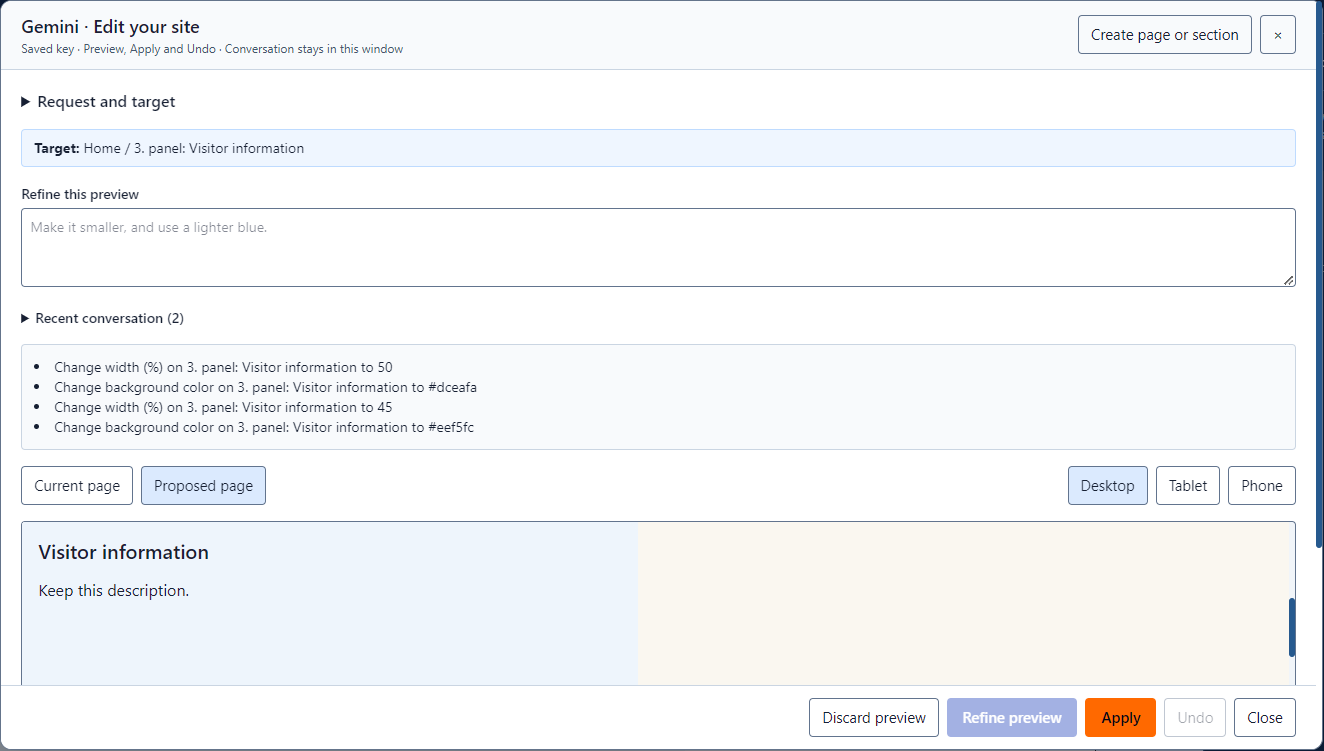 Gemini · Edit your site
Saved key · Preview, Apply and Undo · Conversation stays in this window
Create page or section
×
▶ Request and target
Target: Home / 3. panel: Visitor information
Refine this preview
Make it smaller, and use a lighter blue.
▶ Recent conversation (2)
• Change width (%) on 3. panel: Visitor information to 50
• Change background color on 3. panel: Visitor information to #dceafa
• Change width (%) on 3. panel: Visitor information to 45
• Change background color on 3. panel: Visitor information to #eef5fc
Current page Proposed page Desktop Tablet Phone
Visitor information
Keep this description.
Discard preview Refine preview Apply Undo Close